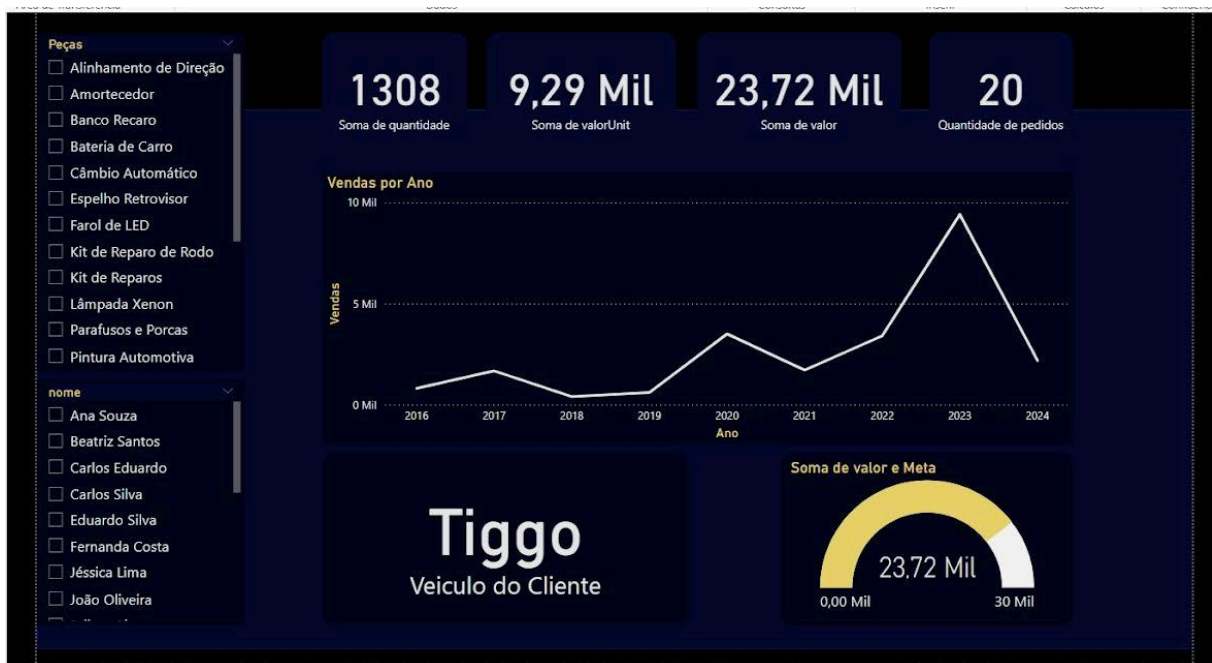 Peças
Alinhamento de Direção
Amortecedor
Banco Recaro
Bateria de Carro
Câmbio Automático
Espelho Retrovisor
Farol de LED
Kit de Reparo de Rodo
Kit de Reparos
Lâmpada Xenon
Parafusos e Porcas
Pintura Automotiva
nome
Ana Souza
Beatriz Santos
Carlos Eduardo
Carlos Silva
Eduardo Silva
Fernanda Costa
Jéssica Lima
João Oliveira
1308
Soma de quantidade
9,29 Mil
Soma de valorUnit
23,72 Mil
Soma de valor
20
Quantidade de pedidos
Vendas por Ano
10 Mil
5 Mil
0 Mil
Vendas
2016 2017 2018 2019 2020 2021 2022 2023 2024
Ano
Tiggo
Veiculo do Cliente
Soma de valor e Meta
23,72 Mil
0,00 Mil 30 Mil